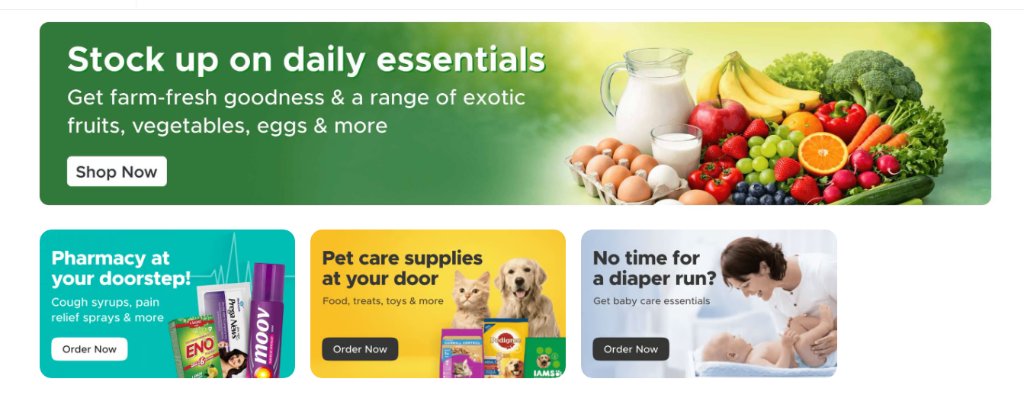 Stock up on daily essentials
Get farm-fresh goodness & a range of exotic
fruits, vegetables, eggs & more
Shop Now
Pharmacy at
your doorstep!
Cough syrups, pain
relief sprays & more
Order Now
Prega News
ENO
moov
Pet care supplies
at your door
Food, treats, toys & more
Order Now
Pedigree
IAMS
No time for
a diaper run?
Get baby care essentials
Order Now